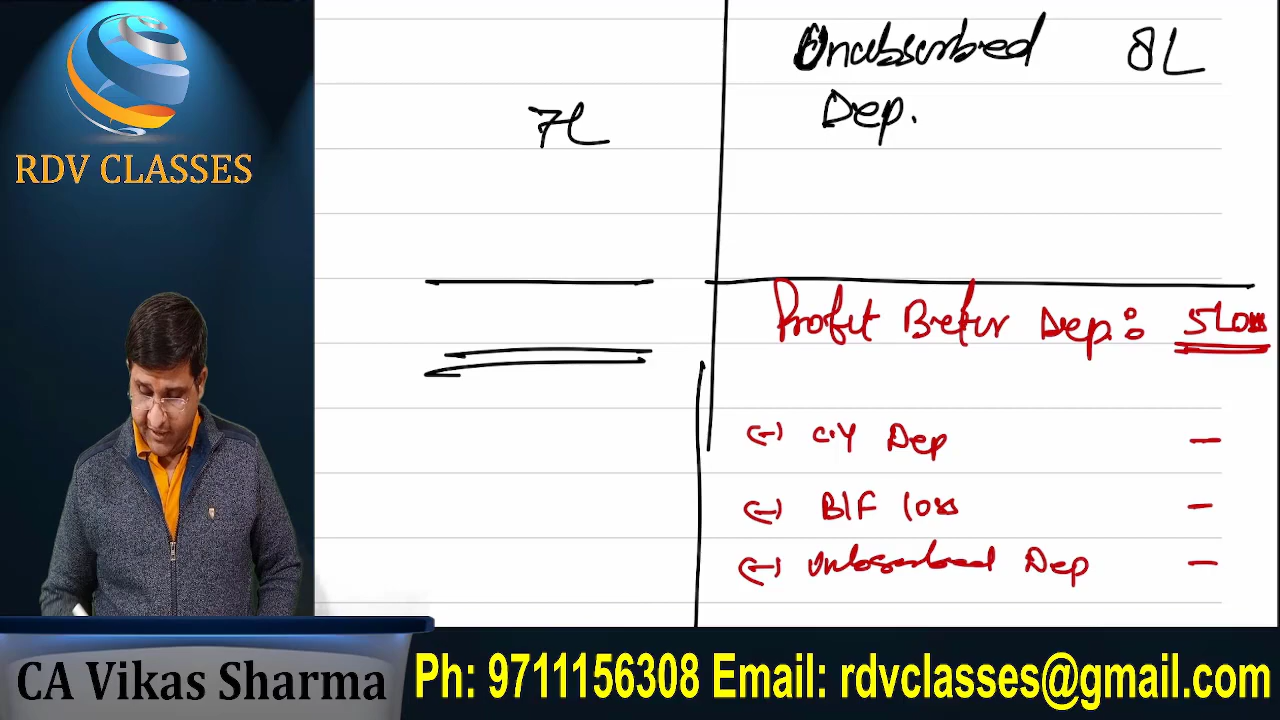 RDV CLASSES
Unabsorbed 8L
Dep.
7L
Profit Before Dep.: 5Loss
(-) C.Y Dep -
(-) B/F loss -
(-) Unabsorbed Dep -
CA Vikas Sharma
Ph: 9711156308 Email: rdvclasses@gmail.com